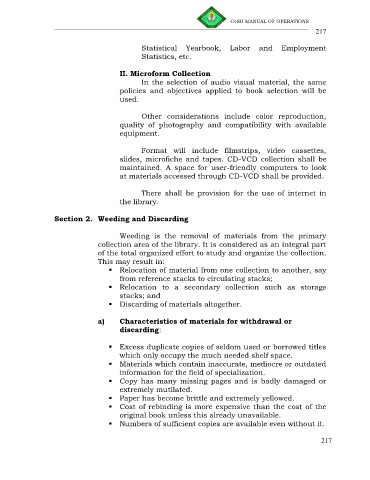 CvSU MANUAL OF OPERATIONS
217
Statistical Yearbook, Labor and Employment
Statistics, etc.
II. Microform Collection
In the selection of audio visual material, the same
policies and objectives applied to book selection will be
used.
Other considerations include color reproduction,
quality of photography and compatibility with available
equipment.
Format will include filmstrips, video cassettes,
slides, microfiche and tapes. CD-VCD collection shall be
maintained. A space for user-friendly computers to look
at materials accessed through CD-VCD shall be provided.
There shall be provision for the use of internet in
the library.
Section 2. Weeding and Discarding
Weeding is the removal of materials from the primary
collection area of the library. It is considered as an integral part
of the total organized effort to study and organize the collection.
This may result in:
▪ Relocation of material from one collection to another, say
from reference stacks to circulating stacks;
▪ Relocation to a secondary collection such as storage
stacks; and
▪ Discarding of materials altogether.
a) Characteristics of materials for withdrawal or
discarding:
▪ Excess duplicate copies of seldom used or borrowed titles
which only occupy the much needed shelf space.
▪ Materials which contain inaccurate, mediocre or outdated
information for the field of specialization.
▪ Copy has many missing pages and is badly damaged or
extremely mutilated.
▪ Paper has become brittle and extremely yellowed.
▪ Cost of rebinding is more expensive than the cost of the
original book unless this already unavailable.
▪ Numbers of sufficient copies are available even without it.
217